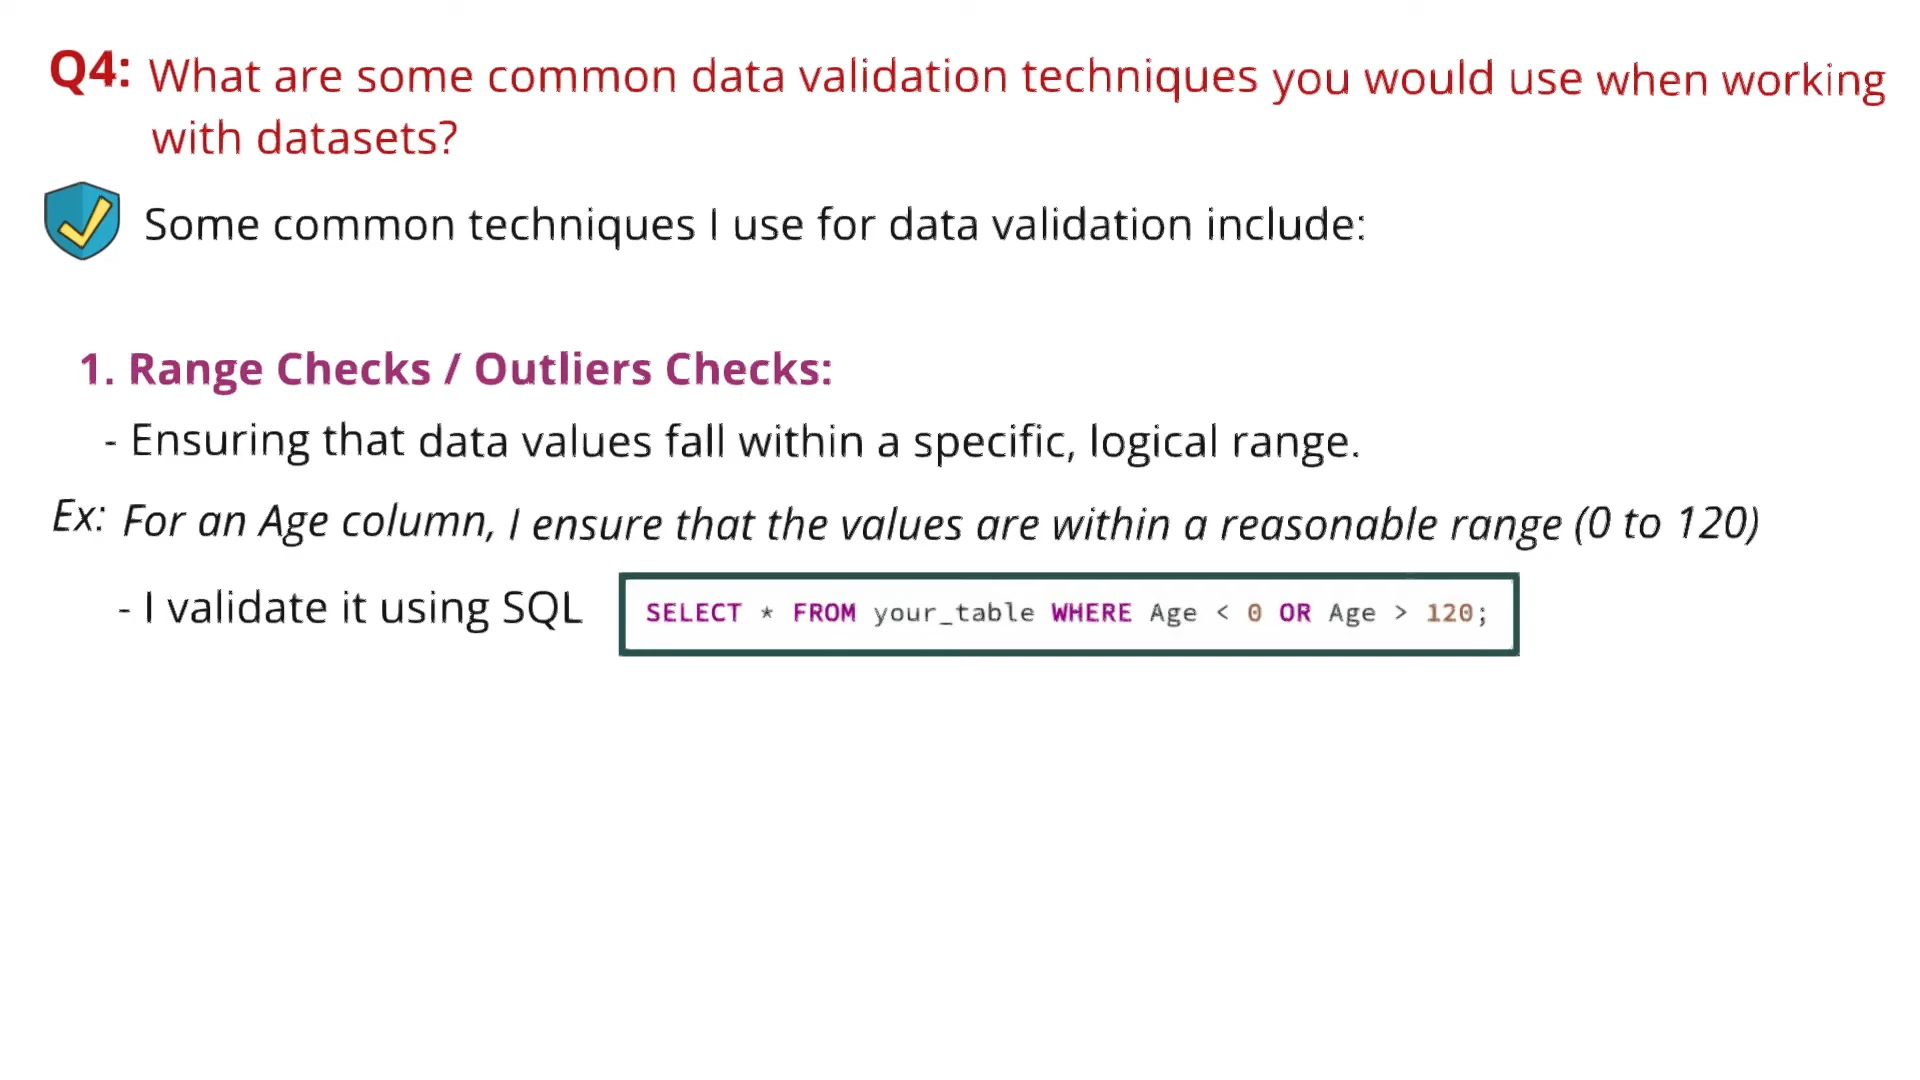 Q4: What are some common data validation techniques you would use when working
with datasets?
Some common techniques I use for data validation include:
1. Range Checks / Outliers Checks:
- Ensuring that data values fall within a specific, logical range.
Ex: For an Age column, I ensure that the values are within a reasonable range (0 to 120)
- I validate it using SQL SELECT * FROM your_table WHERE Age < 0 OR Age > 120;